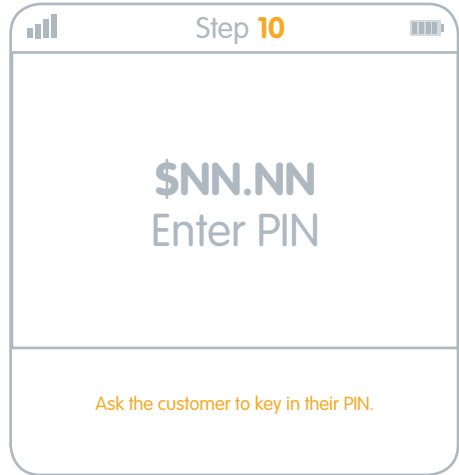 Step 10
$NN.NN
Enter PIN
Ask the customer to key in their PIN.